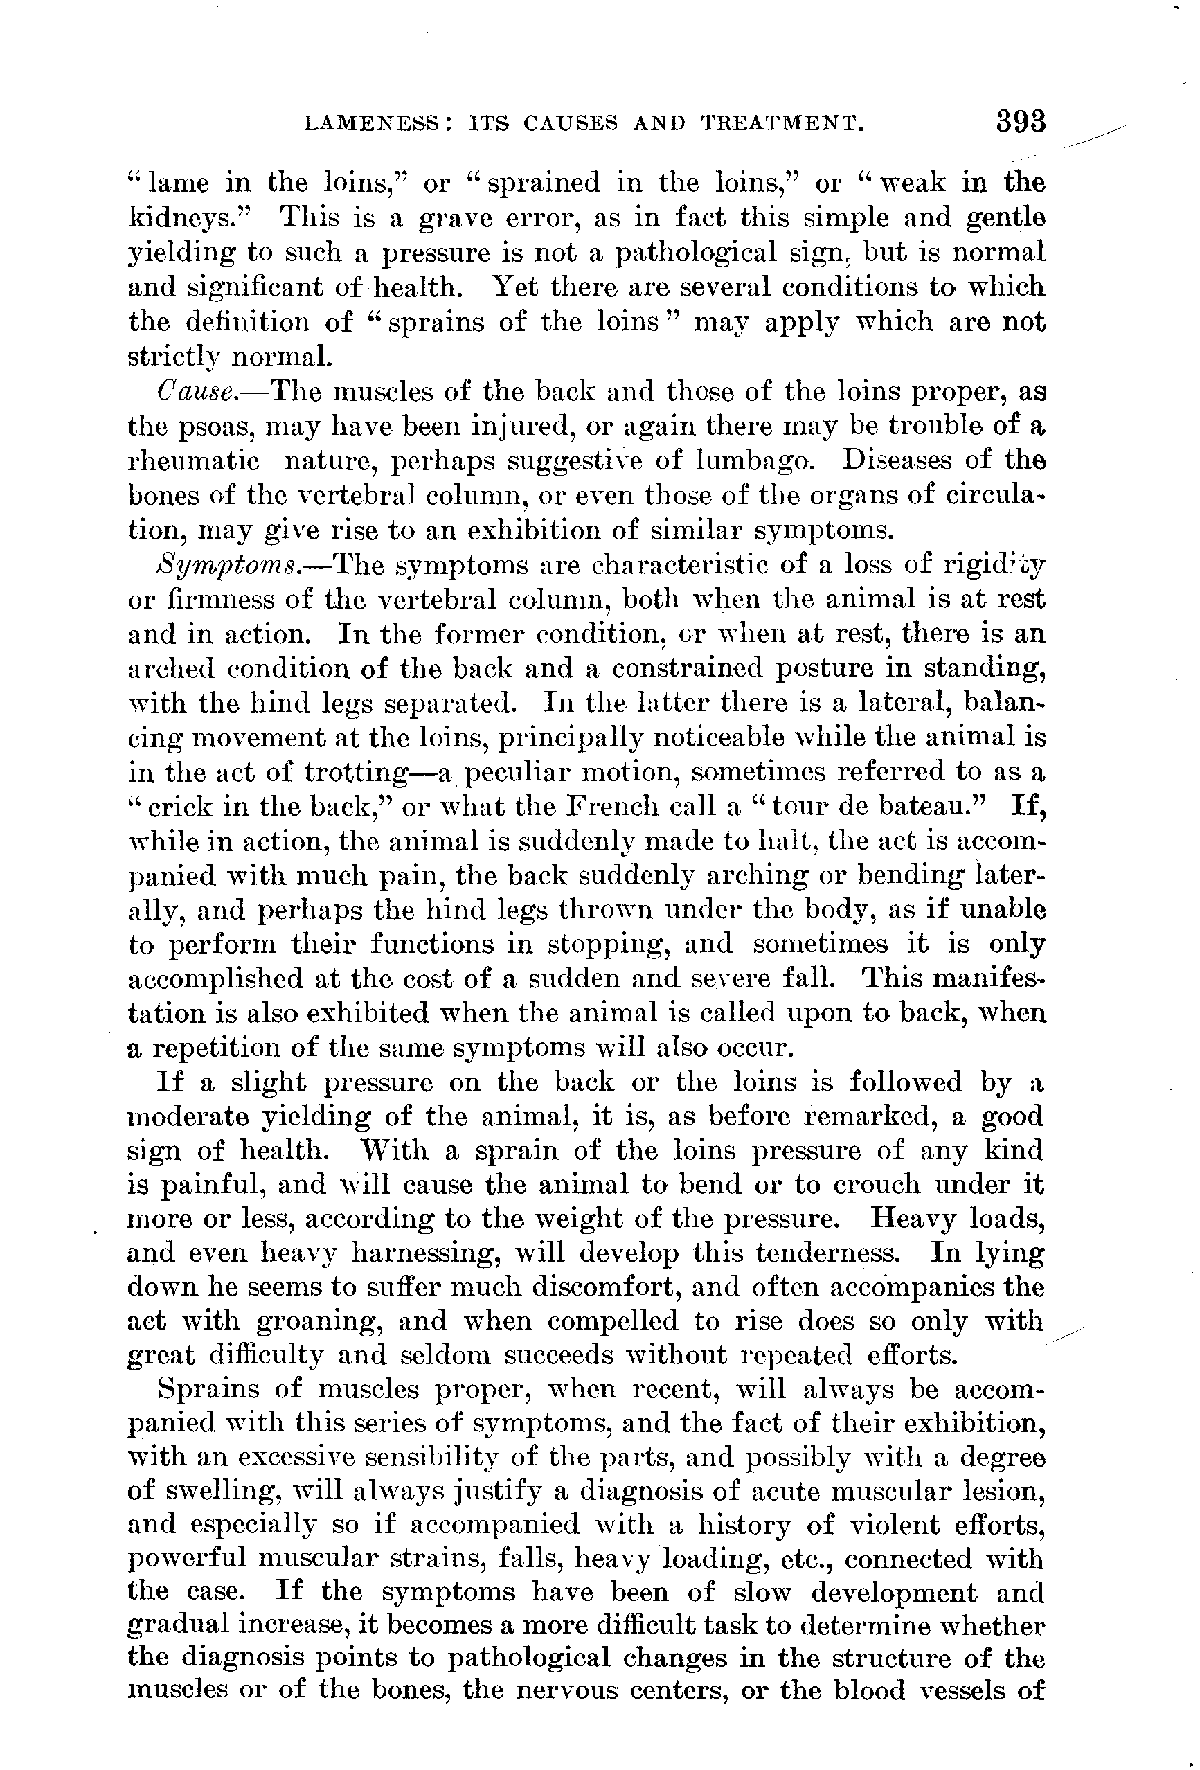 LAMENESS: ITS CAUSES AND TREATMENT. 393
“lame in the loins,” or “sprained in the loins,” or “weak in the
kidneys.” This is a grave error, as in fact this simple and gentle
yielding to such a pressure is not a pathological sign, but is normal
and significant of health. Yet there are several conditions to which
the definition of “sprains of the loins” may apply which are not
strictly normal.
Cause.—The muscles of the back and those of the loins proper, as
the psoas, may have been injured, or again there may be trouble of a
rheumatic nature, perhaps suggestive of lumbago. Diseases of the
bones of the vertebral column, or even those of the organs of circula-
tion, may give rise to an exhibition of similar symptoms.
Symptoms.—The symptoms are characteristic of a loss of rigidity
or firmness of the vertebral column, both when the animal is at rest
and in action. In the former condition, or when at rest, there is an
arched condition of the back and a constrained posture in standing,
with the hind legs separated. In the latter there is a lateral, balan-
cing movement at the loins, principally noticeable while the animal is
in the act of trotting—a peculiar motion, sometimes referred to as a
“crick in the back,” or what the French call a “tour de bateau.” If,
while in action, the animal is suddenly made to halt, the act is accom-
panied with much pain, the back suddenly arching or bending later-
ally, and perhaps the hind legs thrown under the body, as if unable
to perform their functions in stopping, and sometimes it is only
accomplished at the cost of a sudden and severe fall. This manifes-
tation is also exhibited when the animal is called upon to back, when
a repetition of the same symptoms will also occur.
If a slight pressure on the back or the loins is followed by a
moderate yielding of the animal, it is, as before remarked, a good
sign of health. With a sprain of the loins pressure of any kind
is painful, and will cause the animal to bend or to crouch under it
more or less, according to the weight of the pressure. Heavy loads,
and even heavy harnessing, will develop this tenderness. In lying
down he seems to suffer much discomfort, and often accompanies the
act with groaning, and when compelled to rise does so only with
great difficulty and seldom succeeds without repeated efforts.
Sprains of muscles proper, when recent, will always be accom-
panied with this series of symptoms, and the fact of their exhibition,
with an excessive sensibility of the parts, and possibly with a degree
of swelling, will always justify a diagnosis of acute muscular lesion,
and especially so if accompanied with a history of violent efforts,
powerful muscular strains, falls, heavy loading, etc., connected with
the case. If the symptoms have been of slow development and
gradual increase, it becomes a more difficult task to determine whether
the diagnosis points to pathological changes in the structure of the
muscles or of the bones, the nervous centers, or the blood vessels of